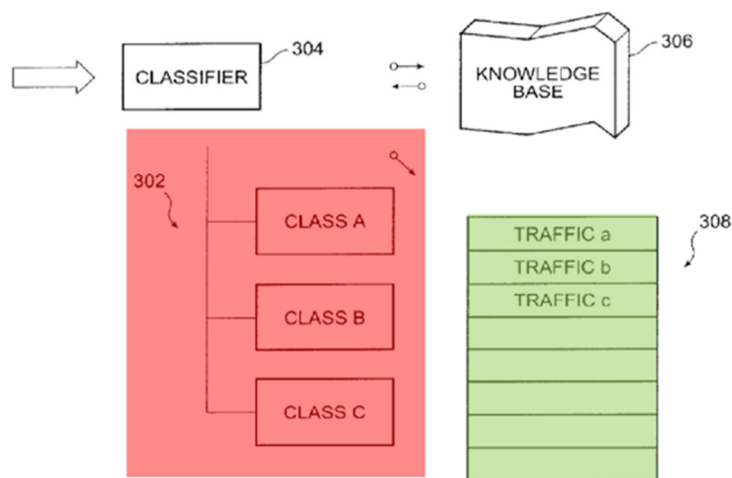 304
CLASSIFIER
306
KNOWLEDGE
BASE
302
CLASS A
CLASS B
CLASS C
TRAFFIC a
TRAFFIC b
TRAFFIC c
308